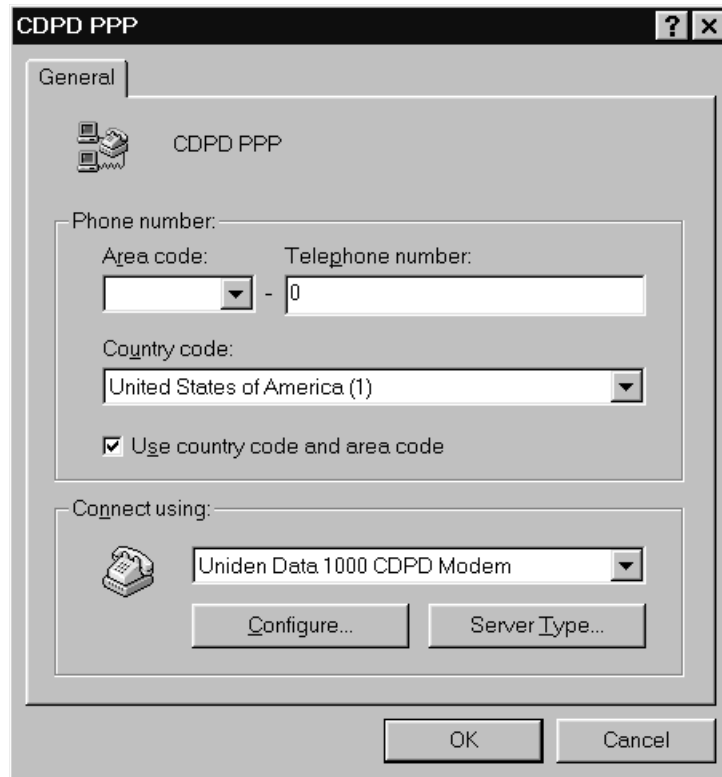 CDPD PPP
General
CDPD PPP
Phone number:
Area code: Telephone number:
- 0
Country code:
United States of America (1)
Use country code and area code
Connect using:
Uniden Data 1000 CDPD Modem
Configure... Server Type...
OK Cancel